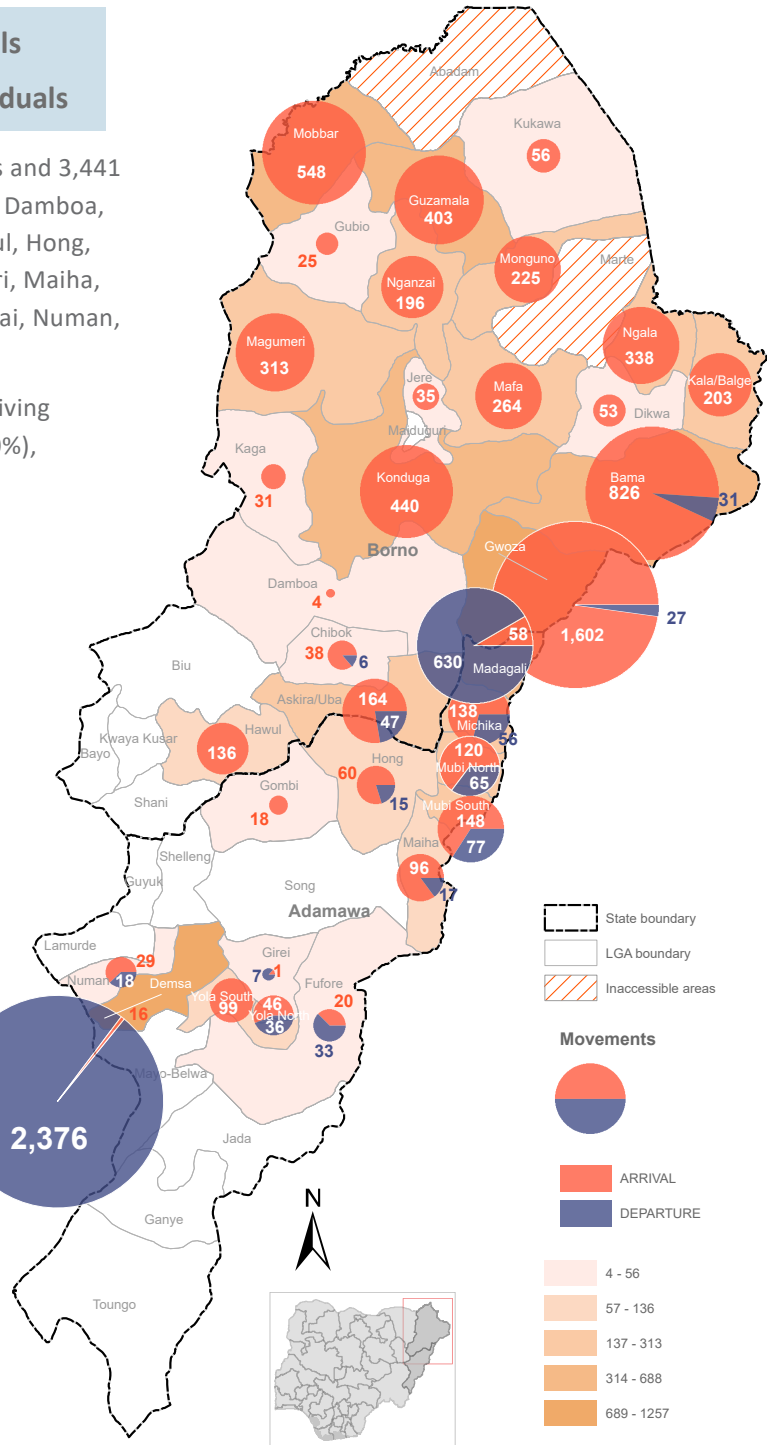 ls
duals
s and 3,441
Damboa,
ul, Hong,
ri, Maiha,
ai, Numan,
iving
0%),
Abadam
Kukawa
56
Mobbar
548
Guzamala
403
Gubio
25
Monguno
225
Marte
Nganzai
196
Ngala
338
Magumeri
313
Kala/Balge
203
Jere
35
Mafa
264
53
Dikwa
Maiduguri
Kaga
31
Konduga
440
Bama
826
31
Borno
Gwoza
1,602
27
Damboa
4
58
630
Madagali
Chibok
38
6
Biu
Askira/Uba
164
47
138
Michika
56
Kwaya Kusar
Bayo
Hawul
136
120
Mubi North
65
Hong
60
15
Shani
Gombi
18
Mubi South
148
77
Maiha
96
17
Shelleng
Guyuk
Song
Adamawa
Lamurde
29
Numan
18
Demsa
16
Girei
7
1
Fufore
20
33
Yola South
99
46
Yola North
36
2,376
Mayo-Belwa
Jada
Ganye
Toungo
N
State boundary
LGA boundary
Inaccessible areas
Movements
ARRIVAL
DEPARTURE
4 - 56
57 - 136
137 - 313
314 - 688
689 - 1257